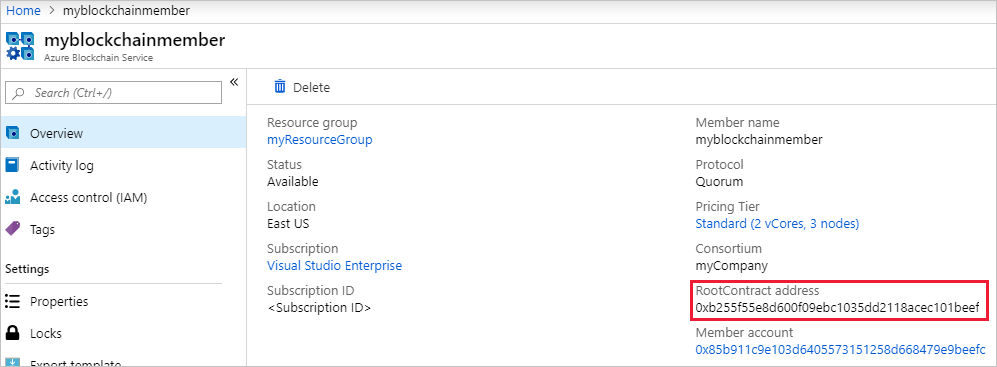 Home > myblockchainmember
myblockchainmember
Azure Blockchain Service
Search (Ctrl+/)
«
Delete
Overview
Activity log
Access control (IAM)
Tags
Settings
Properties
Locks
Export template
Resource group
myResourceGroup
Status
Available
Location
East US
Subscription
Visual Studio Enterprise
Subscription ID
<Subscription ID>
Member name
myblockchainmember
Protocol
Quorum
Pricing Tier
Standard (2 vCores, 3 nodes)
Consortium
myCompany
RootContract address
0xb255f55e8d600f09ebc1035dd2118acec101beef
Member account
0x85b911c9e103d6405573151258d668479e9beefc